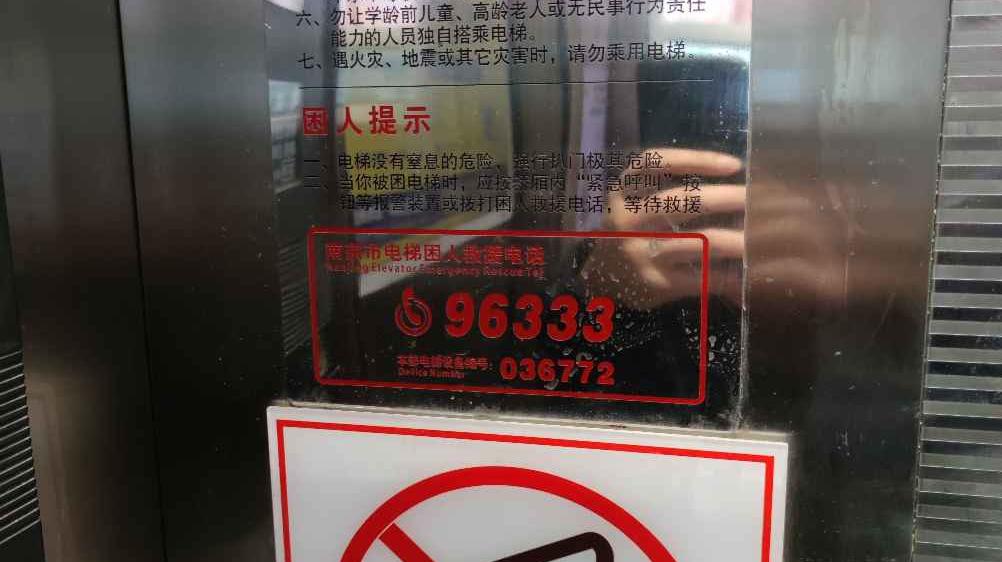 六、勿让学龄前儿童、高龄老人或无民事行为责任
能力的人员独自搭乘电梯。
七、遇火灾、地震或其它灾害时，请勿乘用电梯。
困人提示
一、电梯没有窒息的危险，强行扒门极其危险。
二、当你被困电梯时，应按轿厢内“紧急呼叫”按
钮等报警装置或拨打困人救援电话，等待救援
南京市电梯困人救援电话
Nanjing Elevator Emergency Rescue Tel
96333
本梯电梯设备编号:
036772
Device Number